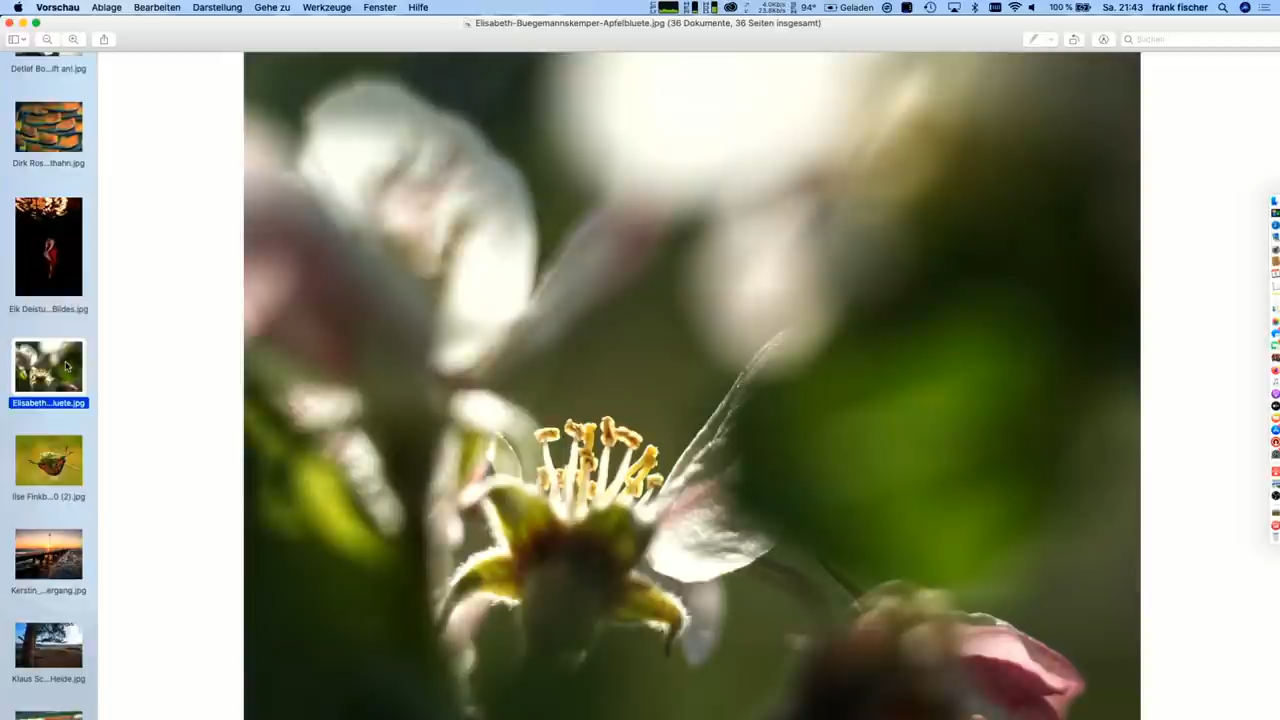 Vorschau Ablage Bearbeiten Darstellung Gehe zu Werkzeuge Fenster Hilfe 94° Geladen 100 % Sa. 21:43 frank fischer
Elisabeth-Buegemannskemper-Apfelbluete.jpg (36 Dokumente, 36 Seiten insgesamt)
Suchen
Detlef Bo...ift an!.jpg
Dirk Ros...thahn.jpg
Elk Deistu...Bildes.jpg
Elisabeth...luete.jpg
Ilse Finkb...0 (2).jpg
Kerstin_...ergang.jpg
Klaus Sc...Heide.jpg